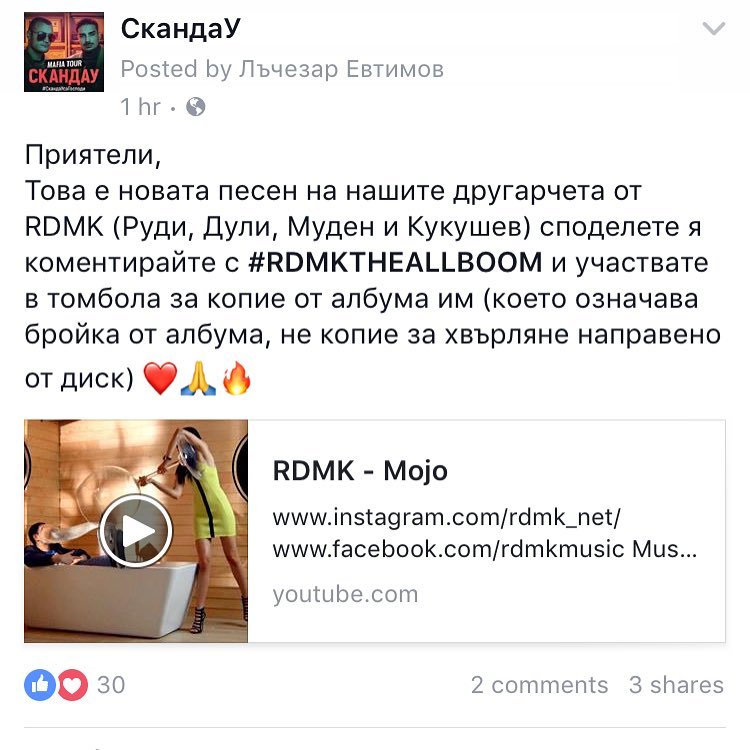 СкандаУ
Posted by Лъчезар Евтимов
1 hr ·
MAFIA TOUR
СКАНДАУ
Приятели,
Това е новата песен на нашите другарчета от
RDMK (Руди, Дули, Муден и Кукушев) споделете я
коментирайте с #RDMKTHEALLBOOM и участвате
в томбола за копие от албума им (което означава
бройка от албума, не копие за хвърляне направено
от диск) ❤️🙏🔥
RDMK - Mojo
www.instagram.com/rdmk_net/
www.facebook.com/rdmkmusic Mus...
youtube.com
30
2 comments 3 shares